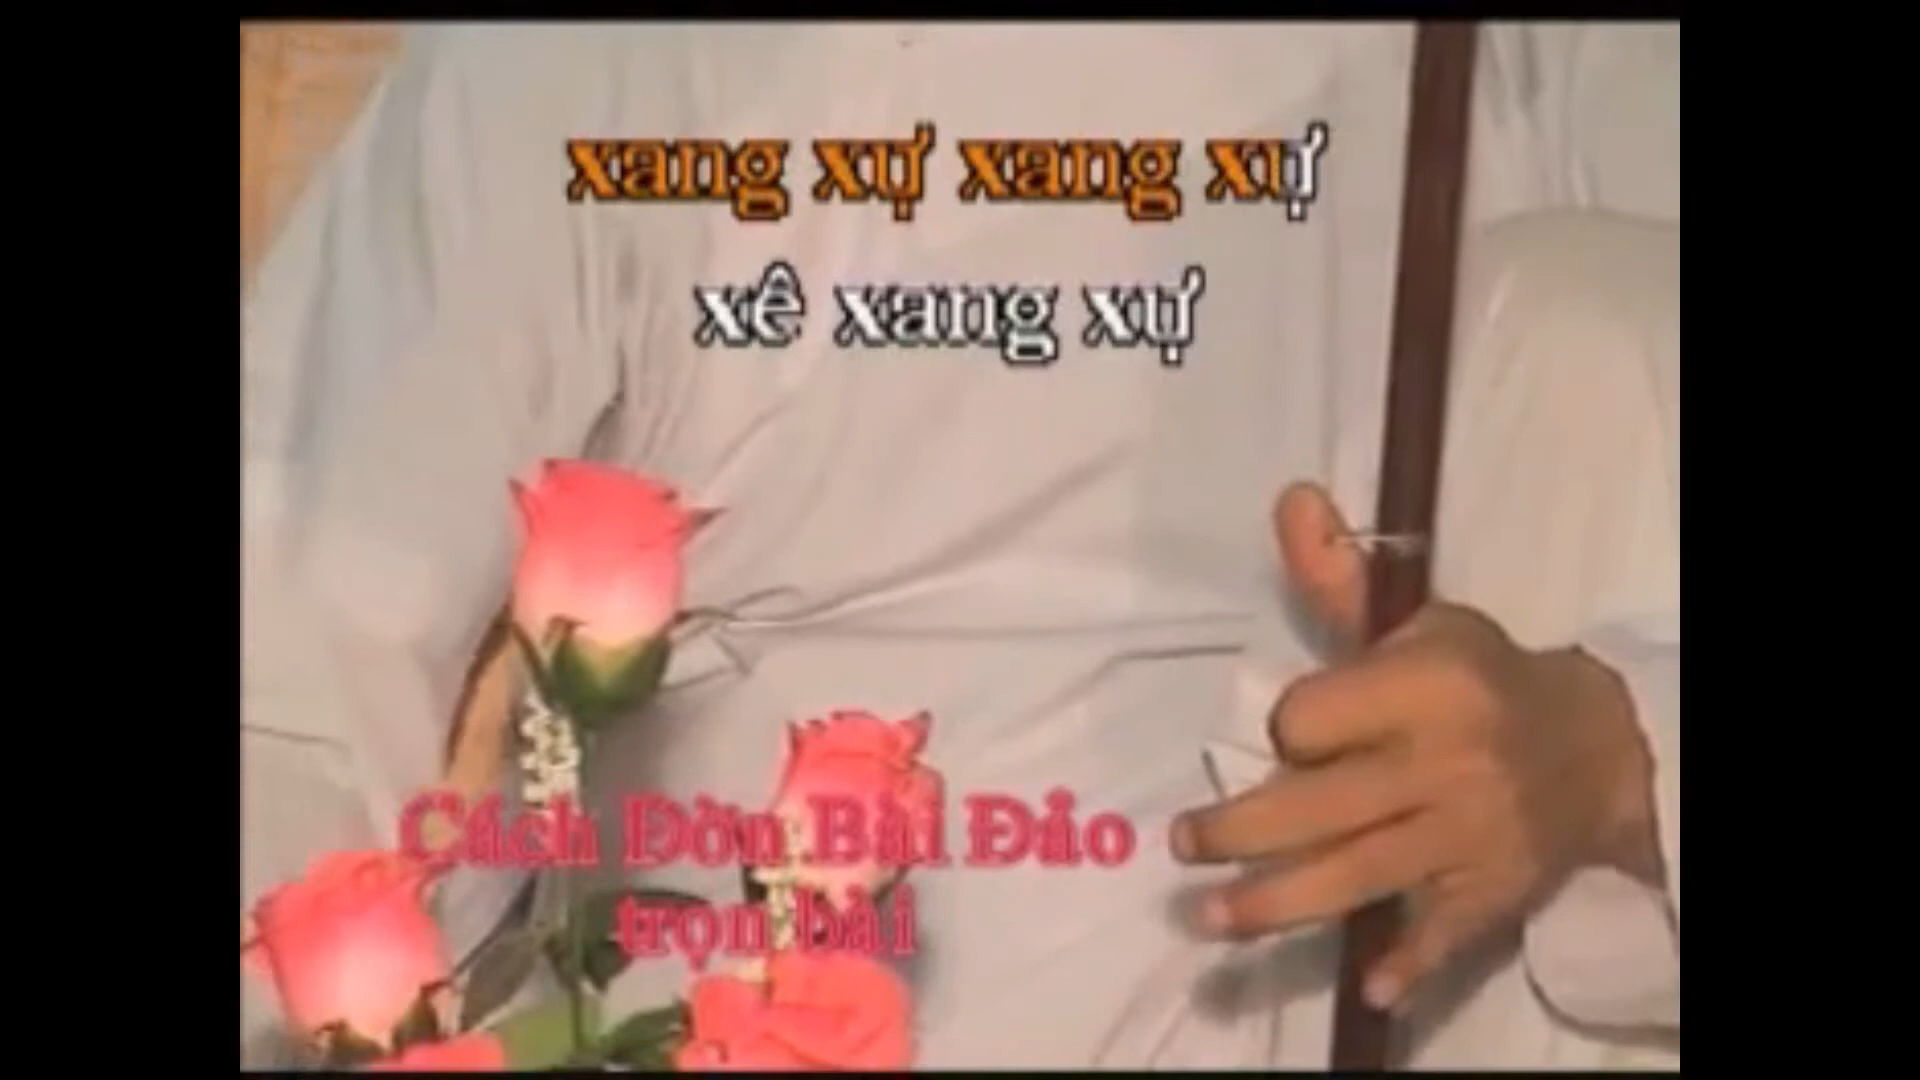 xang xự xang xự
xê xang xự
Cách Đờn Bài Đảo
trọn bài